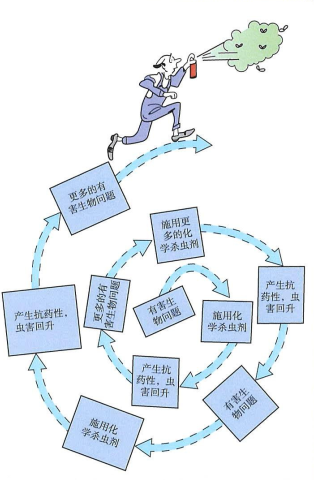 有害生
物问题
施用化
学杀虫剂
产生抗
药性，虫
害回升
更多的有
害生物问题
施用更
多的化
学杀虫剂
产生抗
药性，虫
害回升
有害生
物问题
施用化
学杀虫剂
产生抗药性，
虫害回升
更多的有
害生物问题